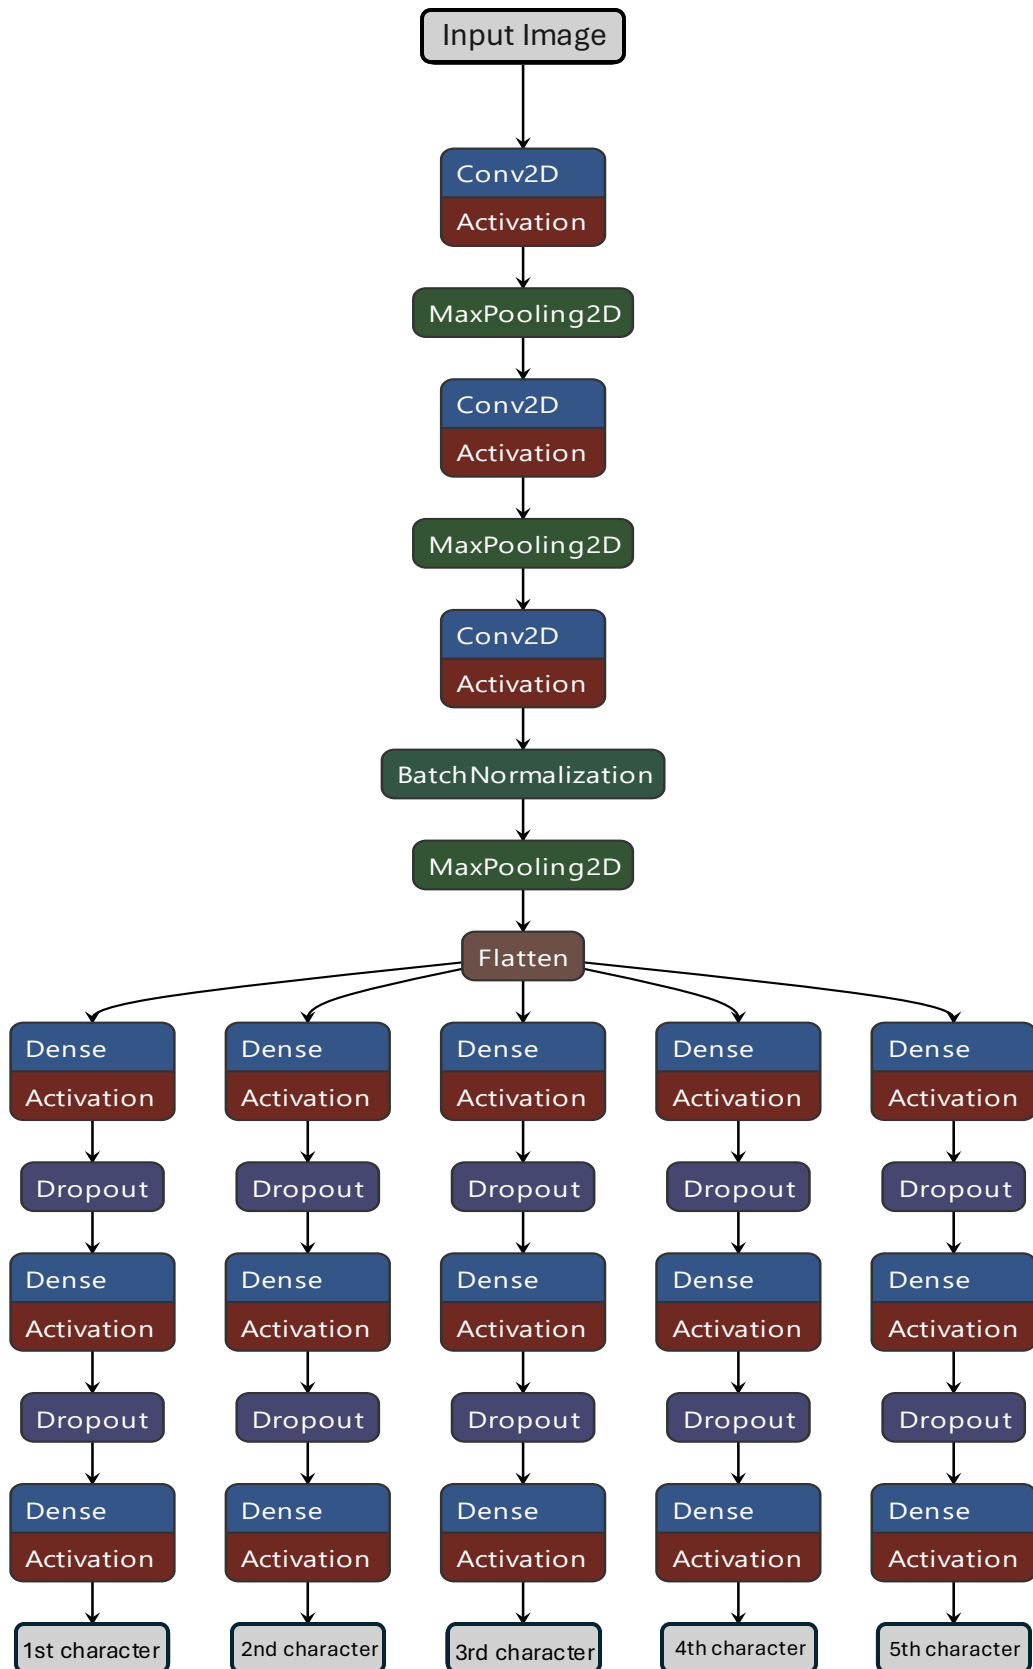 Input Image
Conv2D
Activation
MaxPooling2D
Conv2D
Activation
MaxPooling2D
Conv2D
Activation
BatchNormalization
MaxPooling2D
Flatten
Dense Dense Dense Dense Dense
Activation Activation Activation Activation Activation
Dropout Dropout Dropout Dropout Dropout
Dense Dense Dense Dense Dense
Activation Activation Activation Activation Activation
Dropout Dropout Dropout Dropout Dropout
Dense Dense Dense Dense Dense
Activation Activation Activation Activation Activation
1st character 2nd character 3rd character 4th character 5th character